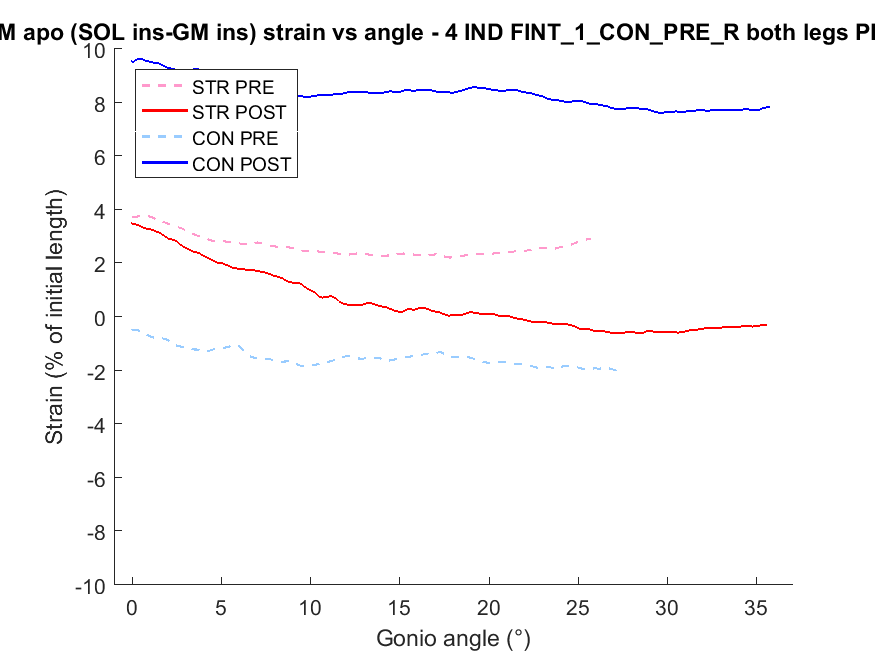 M apo (SOL ins-GM ins) strain vs angle - 4 IND FINT_1_CON_PRE_R both legs
10
8
6
4
2
0
-2
-4
-6
-8
-10
Strain (% of initial length)
STR PRE
STR POST
CON PRE
CON POST
0 5 10 15 20 25 30 35
Gonio angle (°)